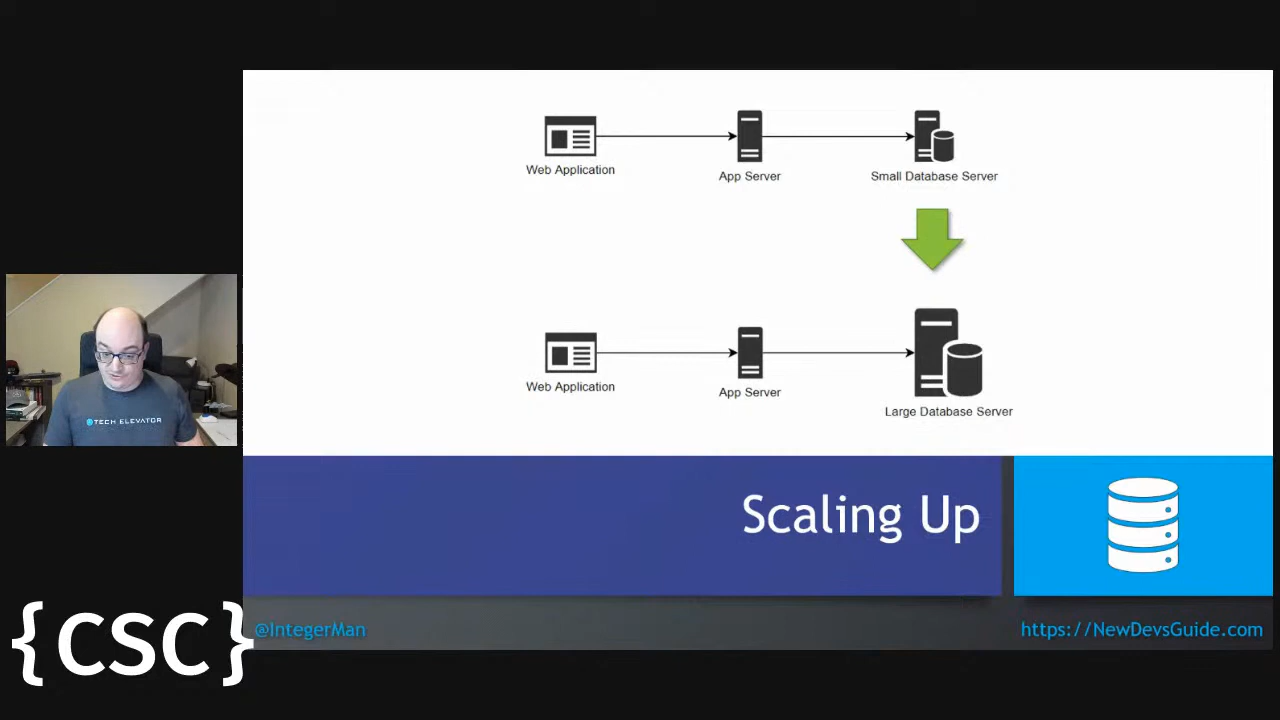 Web Application
App Server
Small Database Server
Web Application
App Server
Large Database Server
TECH ELEVATOR
Scaling Up
{CSC}
@IntegerMan
https://NewDevsGuide.com